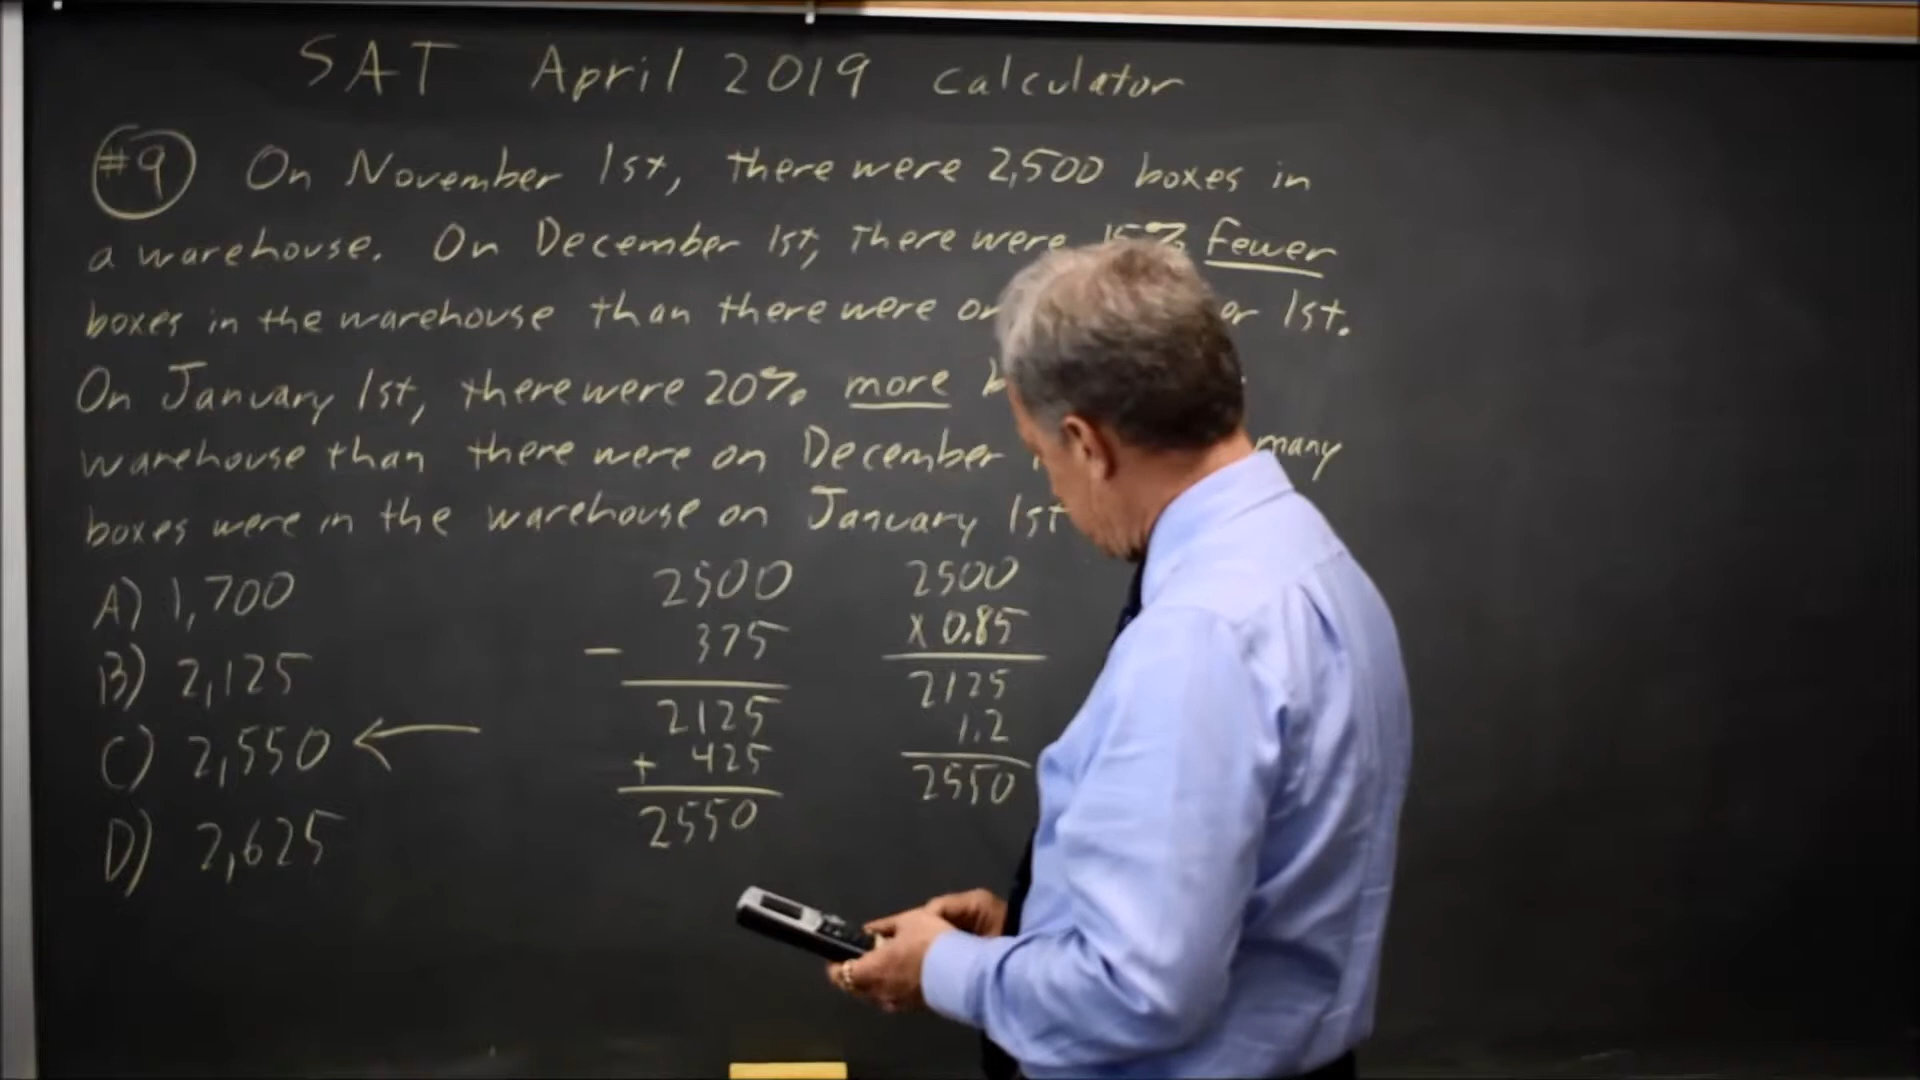 SAT April 2019 Calculator
#9 On November 1st, there were 2,500 boxes in
a warehouse. On December 1st, there were 15% fewer
boxes in the warehouse than there were or 1st.
On January 1st, there were 20% more
warehouse than there were on December many
boxes were in the warehouse on January 1st
A) 1,700
B) 2,125
C) 2,550 ←
D) 2,625
2500
- 375
2125
+ 425
2550
2500
x 0.85
2125
1.2
2550